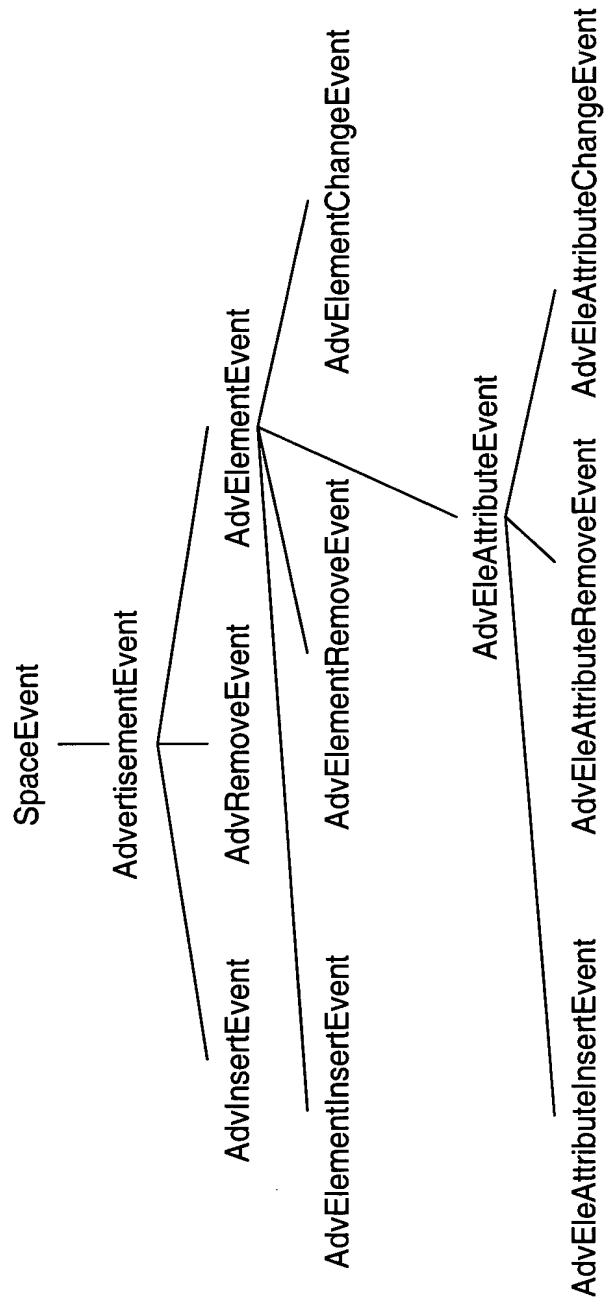 SpaceEvent
AdvertisementEvent
AdvInsertEvent
AdvRemoveEvent
AdvElementEvent
AdvElementInsertEvent
AdvElementRemoveEvent
AdvElementChangeEvent
AdvEleAttributeEvent
AdvEleAttributeInsertEvent
AdvEleAttributeRemoveEvent
AdvEleAttributeChangeEvent